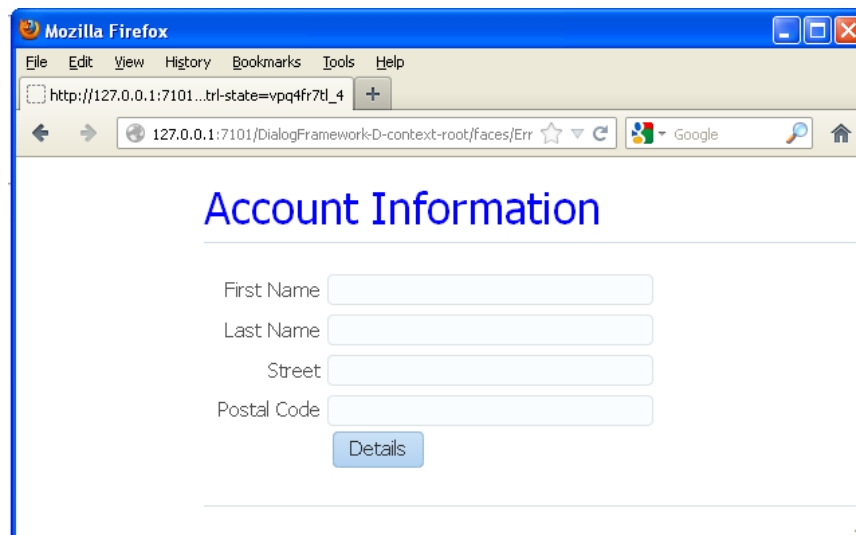 Mozilla Firefox
File Edit View History Bookmarks Tools Help
http://127.0.0.1:7101...trl-state=vpq4fr7tl_4
127.0.0.1:7101/DialogFramework-D-context-root/faces/Err Google
Account Information
First Name
Last Name
Street
Postal Code
Details